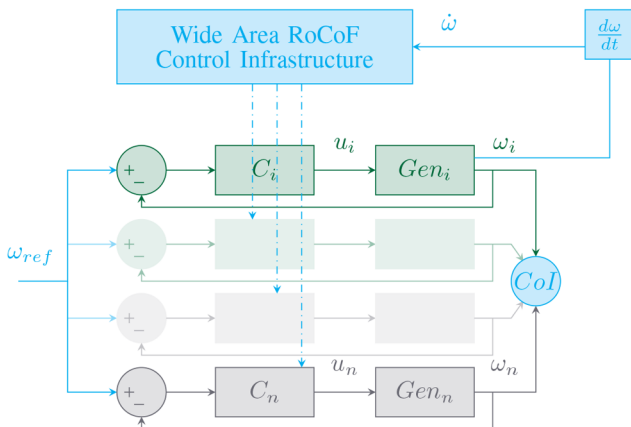 Wide Area RoCoF
Control Infrastructure
ω̇
dω
dt
+
−
C_i
u_i
Gen_i
ω_i
+
−
ω_ref
+
−
CoI
+
−
C_n
u_n
Gen_n
ω_n